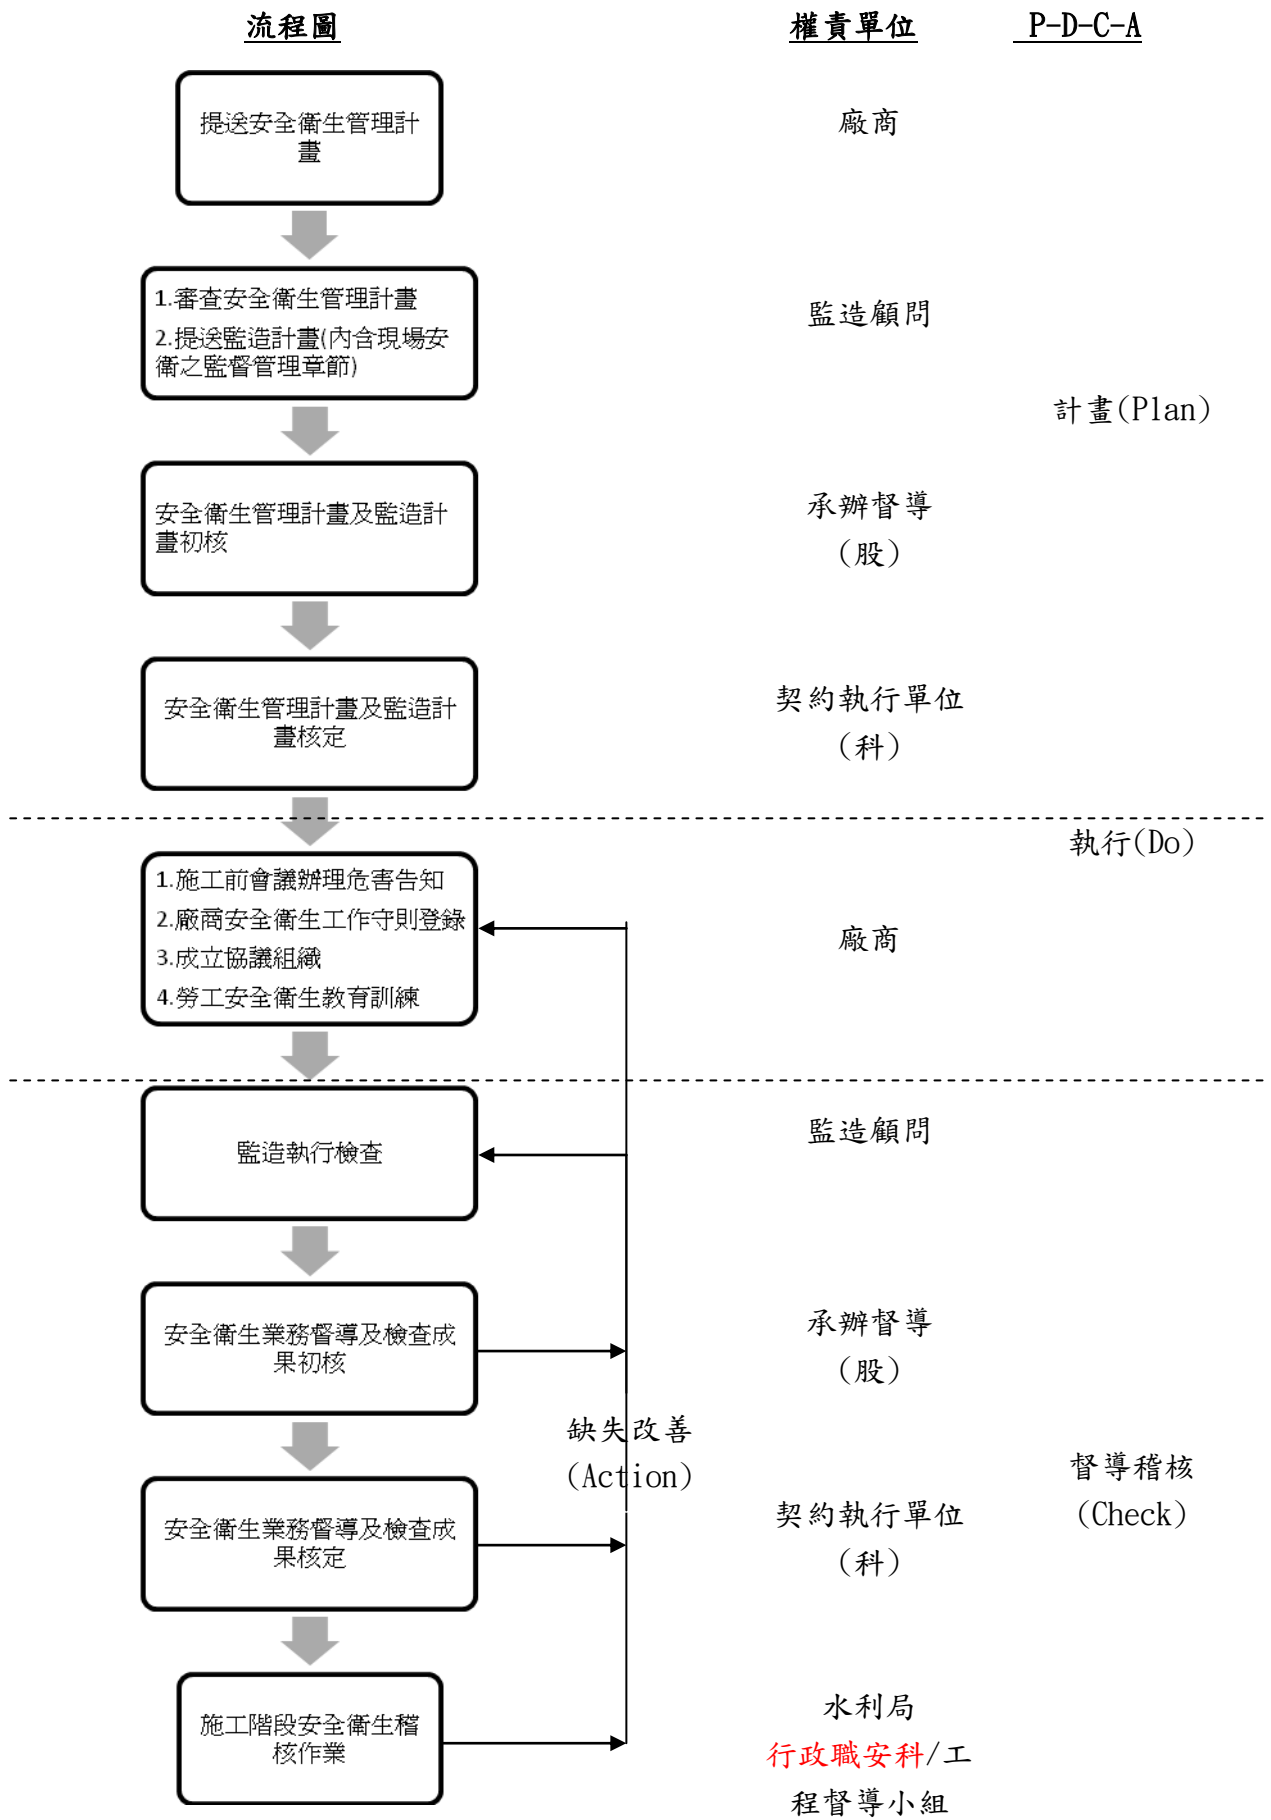 流程圖 權責單位 P-D-C-A
提送安全衛生管理計
畫
廠商
1.審查安全衛生管理計畫
2.提送監造計畫(內含現場安
衛之監督管理章節)
監造顧問
計畫(Plan)
安全衛生管理計畫及監造計
畫初核
承辦督導
(股)
安全衛生管理計畫及監造計
畫核定
契約執行單位
(科)
執行(Do)
1.施工前會議辦理危害告知
2.廠商安全衛生工作守則登錄
3.成立協議組織
4.勞工安全衛生教育訓練
廠商
監造執行檢查
監造顧問
安全衛生業務督導及檢查成
果初核
承辦督導
(股)
缺失改善
(Action)
督導稽核
(Check)
安全衛生業務督導及檢查成
果核定
契約執行單位
(科)
施工階段安全衛生稽
核作業
水利局
行政職安科/工
程督導小組